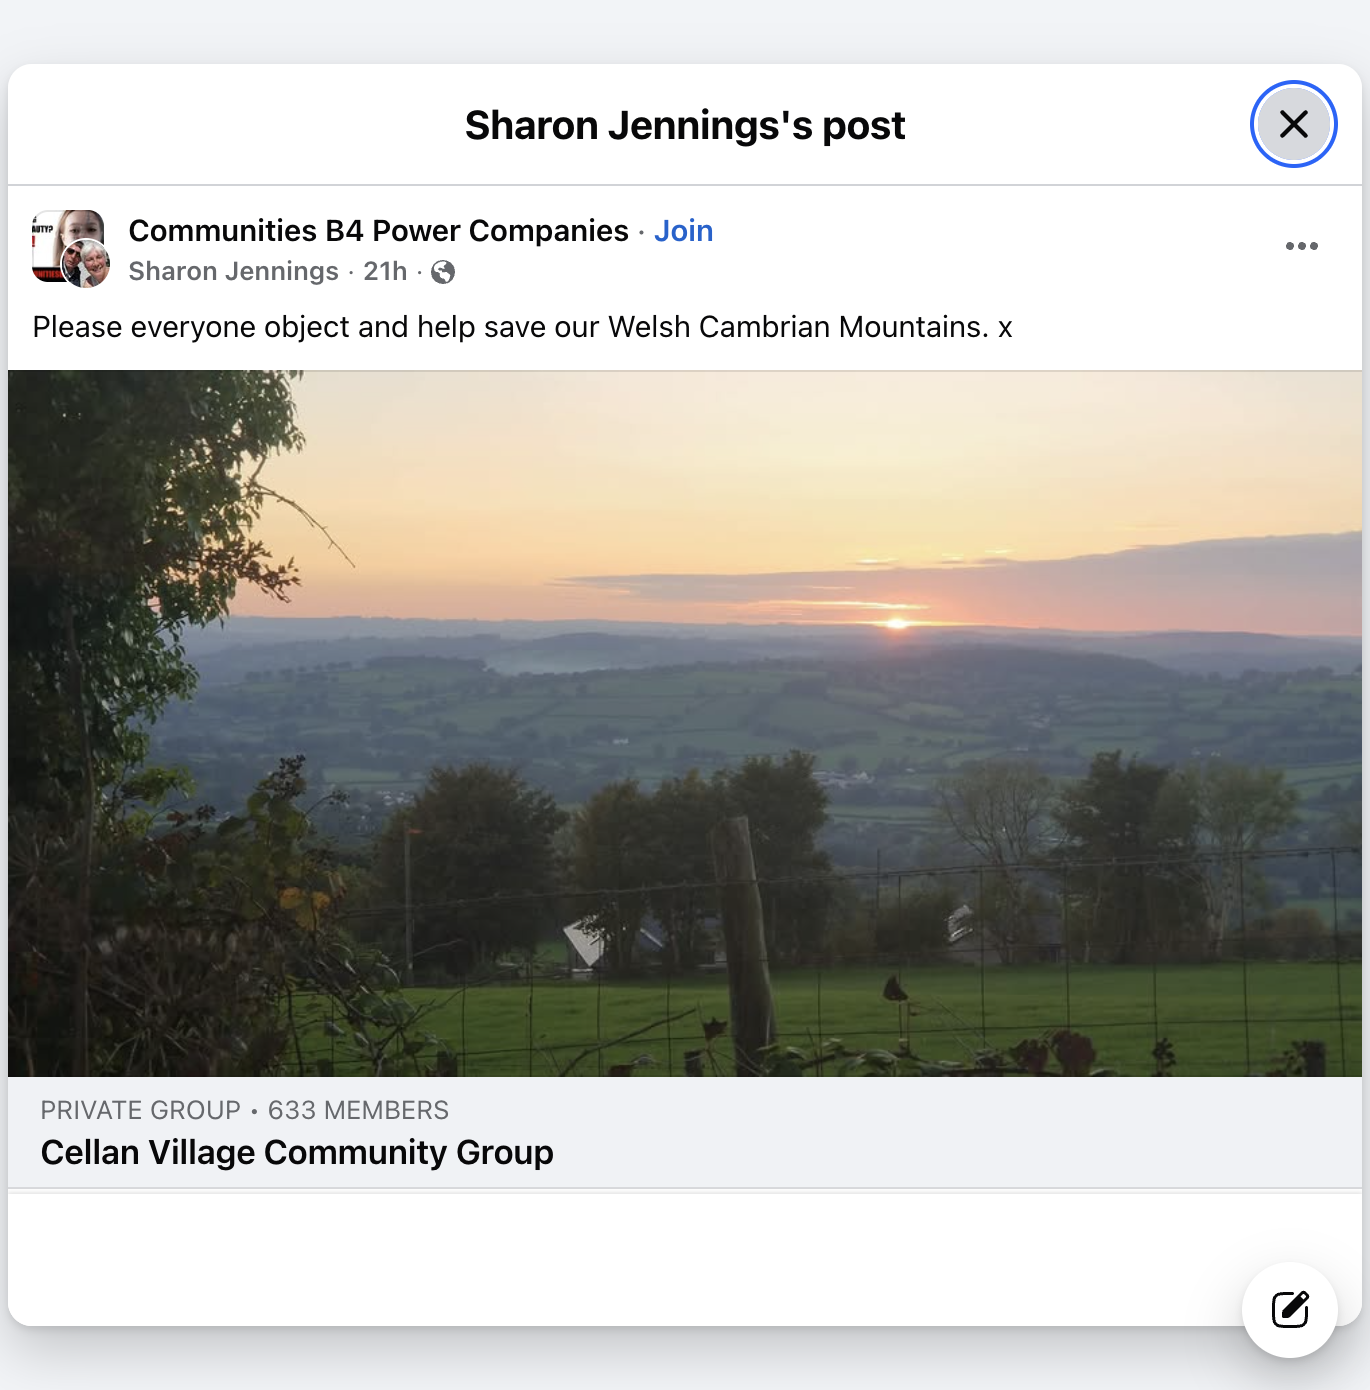 Sharon Jennings's post
Communities B4 Power Companies · Join
Sharon Jennings · 21h ·
Please everyone object and help save our Welsh Cambrian Mountains. x
PRIVATE GROUP • 633 MEMBERS
Cellan Village Community Group